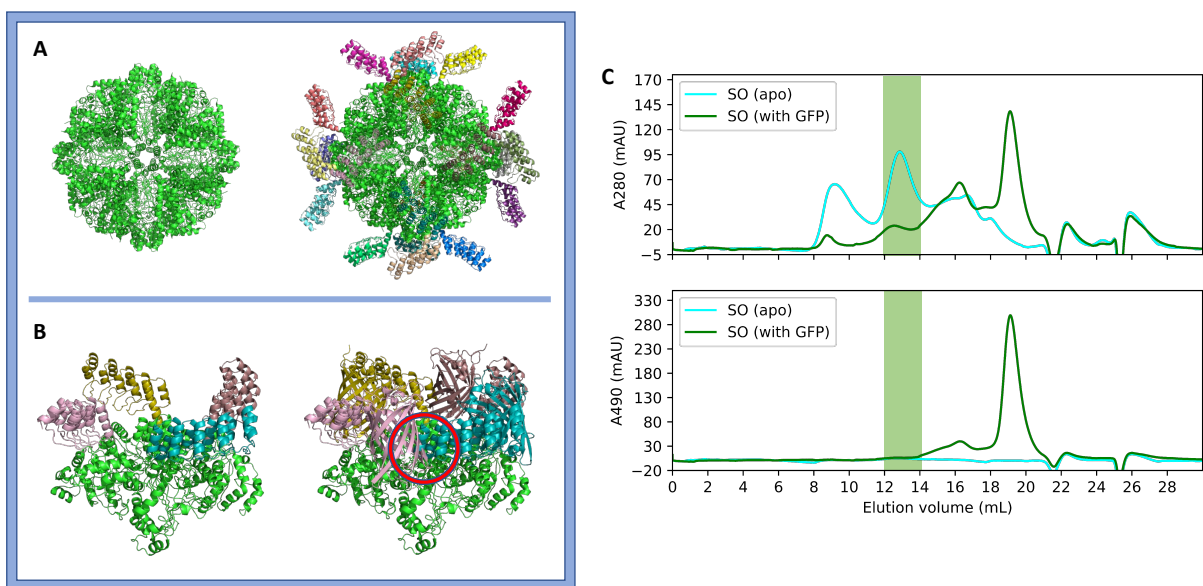 A
B
C
170
145
120
95
70
45
20
−5
A280 (mAU)
SO (apo)
SO (with GFP)
330
280
230
180
130
80
30
−20
A490 (mAU)
SO (apo)
SO (with GFP)
0 2 4 6 8 10 12 14 16 18 20 22 24 26 28
Elution volume (mL)